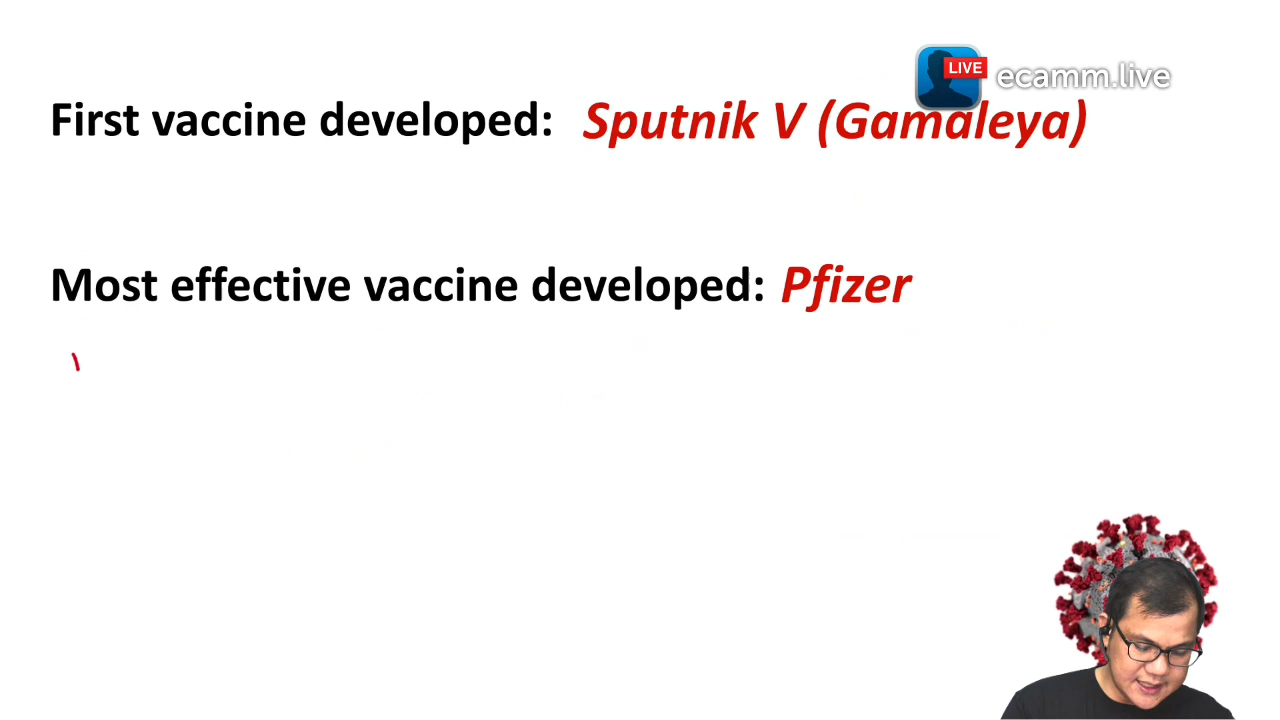 LIVE ecamm.live
First vaccine developed: Sputnik V (Gamaleya)
Most effective vaccine developed: Pfizer